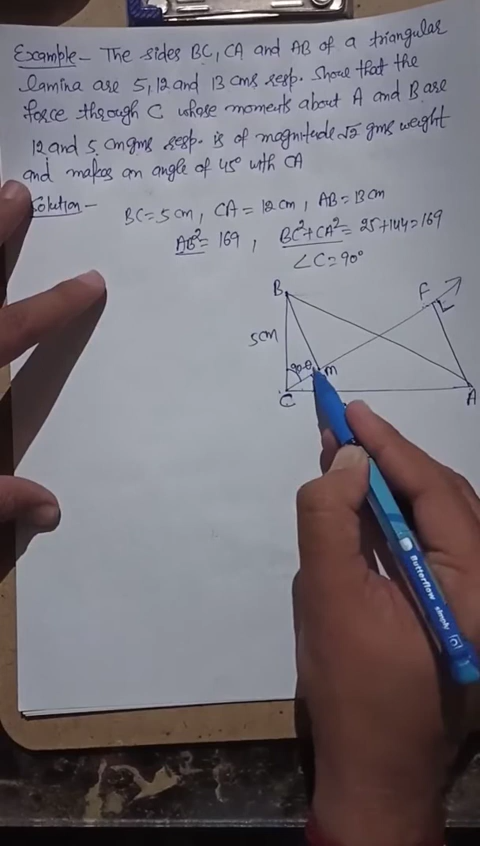 Example - The sides BC, CA and AB of a triangular
lamina are 5, 12 and 13 cms resp. Show that the
force through C whose moments about A and B are
12 and 5 cmgms resp. is of magnitude √2 gms weight
and makes an angle of 45° with CA
Solution -
BC = 5 cm, CA = 12 cm, AB = 13 cm
AB² = 169, BC² + CA² = 25 + 144 = 169
∠C = 90°
B
F
L
5cm
90-θ
m
C
A
Butterflow simply